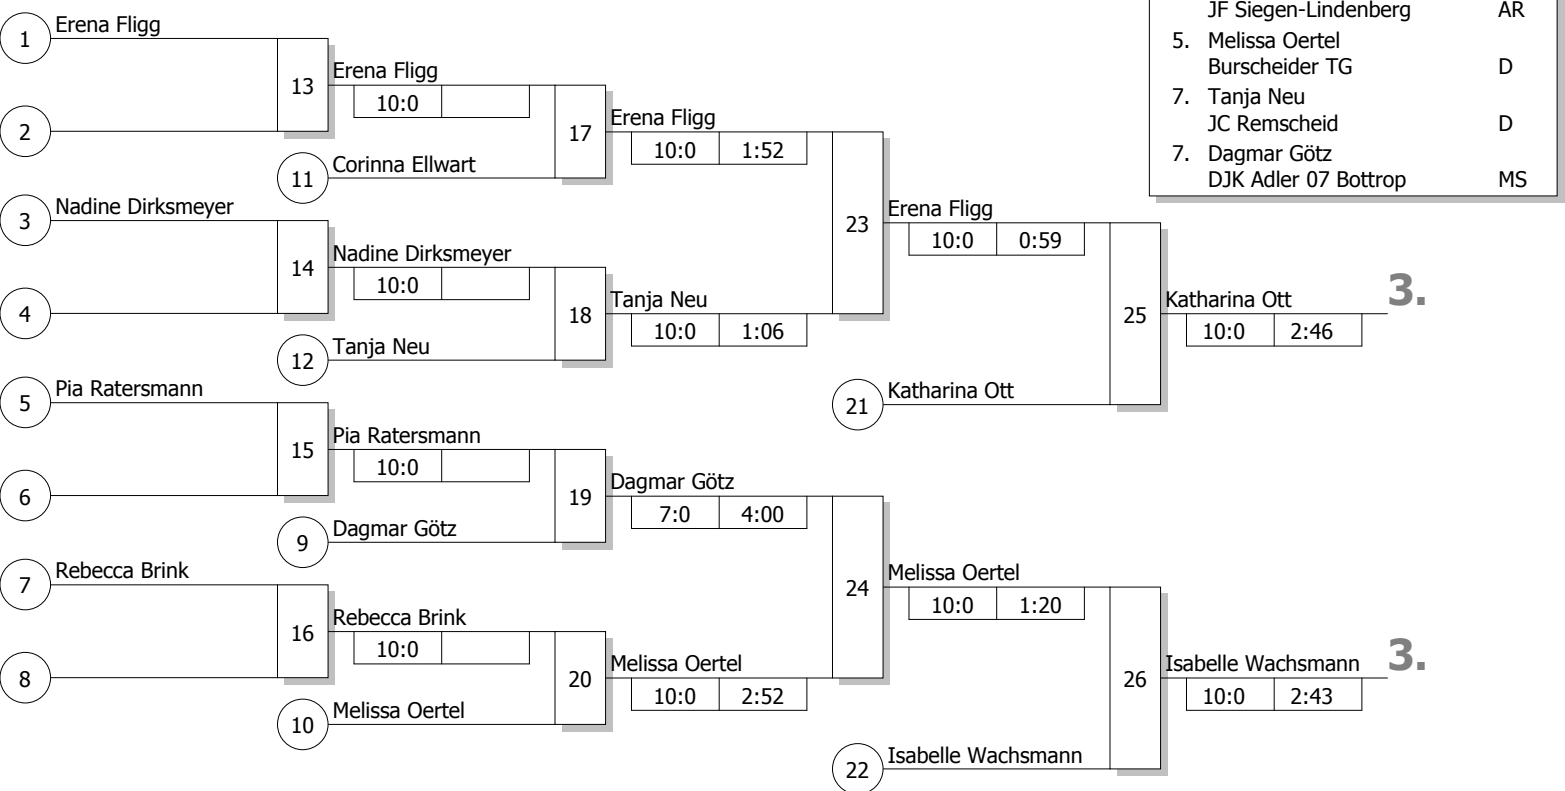 JF Siegen-Lindenberg AR
5. Melissa Oertel
Burscheider TG D
7. Tanja Neu
JC Remscheid D
7. Dagmar Götz
DJK Adler 07 Bottrop MS
1 Erena Fligg
13 Erena Fligg
10:0
2
17 Erena Fligg
10:0 1:52
11 Corinna Ellwart
3 Nadine Dirksmeyer
23 Erena Fligg
10:0 0:59
14 Nadine Dirksmeyer
10:0
4
18 Tanja Neu
10:0 1:06
12 Tanja Neu
25 Katharina Ott 3.
10:0 2:46
5 Pia Ratersmann
21 Katharina Ott
15 Pia Ratersmann
10:0
6
19 Dagmar Götz
7:0 4:00
9 Dagmar Götz
7 Rebecca Brink
24 Melissa Oertel
10:0 1:20
16 Rebecca Brink
10:0
8
20 Melissa Oertel
10:0 2:52
10 Melissa Oertel
26 Isabelle Wachsmann 3.
10:0 2:43
22 Isabelle Wachsmann